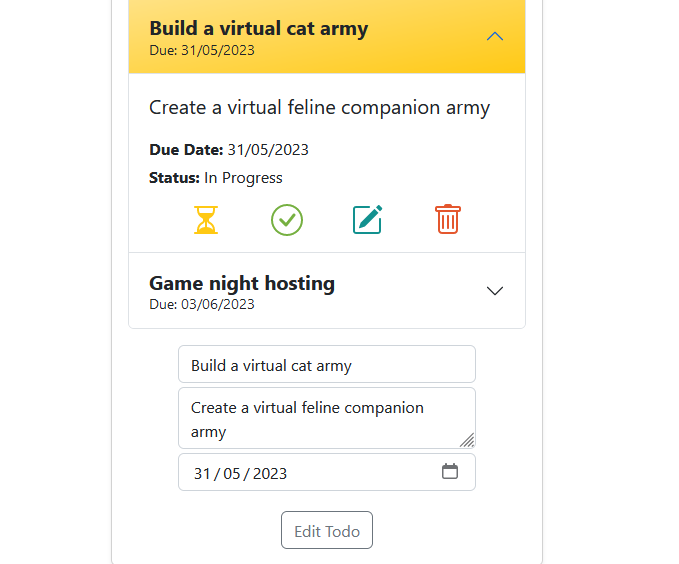 Build a virtual cat army
Due: 31/05/2023
Create a virtual feline companion army
Due Date: 31/05/2023
Status: In Progress
Game night hosting
Due: 03/06/2023
Build a virtual cat army
Create a virtual feline companion
army
31/05/2023
Edit Todo